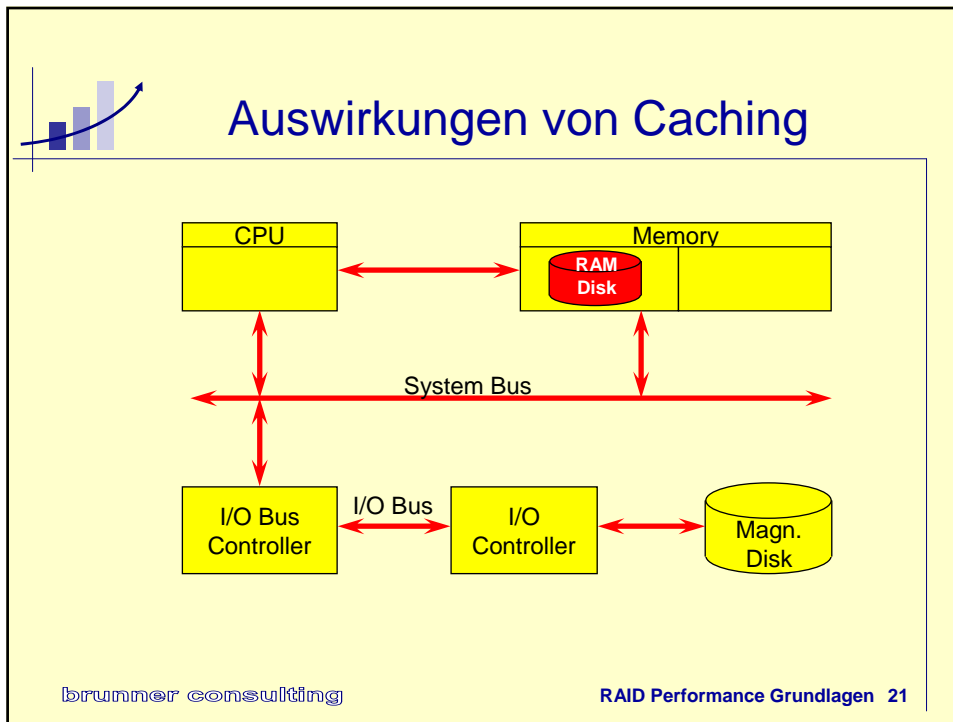 Auswirkungen von Caching
CPU
Memory
RAM
Disk
System Bus
I/O Bus
Controller
I/O Bus
I/O
Controller
Magn.
Disk
brunner consulting
RAID Performance Grundlagen 21